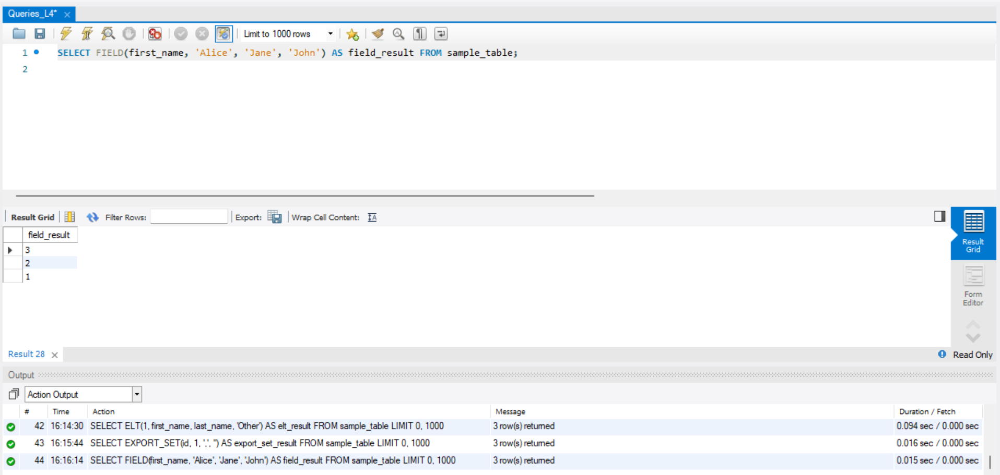 Queries_L4*
Limit to 1000 rows
1 SELECT FIELD(first_name, 'Alice', 'Jane', 'John') AS field_result FROM sample_table;
2
Result Grid Filter Rows: Export: Wrap Cell Content:
field_result
3
2
1
Result
Grid
Form
Editor
Result 28 Read Only
Output
Action Output
# Time Action Message Duration / Fetch
42 16:14:30 SELECT ELT(1, first_name, last_name, 'Other') AS elt_result FROM sample_table LIMIT 0, 1000 3 row(s) returned 0.094 sec / 0.000 sec
43 16:15:44 SELECT EXPORT_SET(id, 1, ',', '') AS export_set_result FROM sample_table LIMIT 0, 1000 3 row(s) returned 0.016 sec / 0.000 sec
44 16:16:14 SELECT FIELD(first_name, 'Alice', 'Jane', 'John') AS field_result FROM sample_table LIMIT 0, 1000 3 row(s) returned 0.015 sec / 0.000 sec